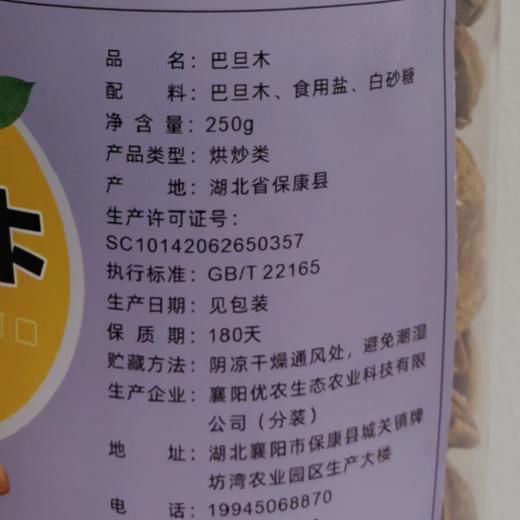 品 名：巴旦木
配 料：巴旦木、食用盐、白砂糖
净 含 量：250g
产品类型：烘炒类
产 地：湖北省保康县
生产许可证号：
SC10142062650357
执行标准：GB/T 22165
生产日期：见包装
保 质 期：180天
贮藏方法：阴凉干燥通风处，避免潮湿
生产企业：襄阳优农生态农业科技有限
公司（分装）
地 址：湖北襄阳市保康县城关镇牌
坊湾农业园区生产大楼
电 话：19945068870